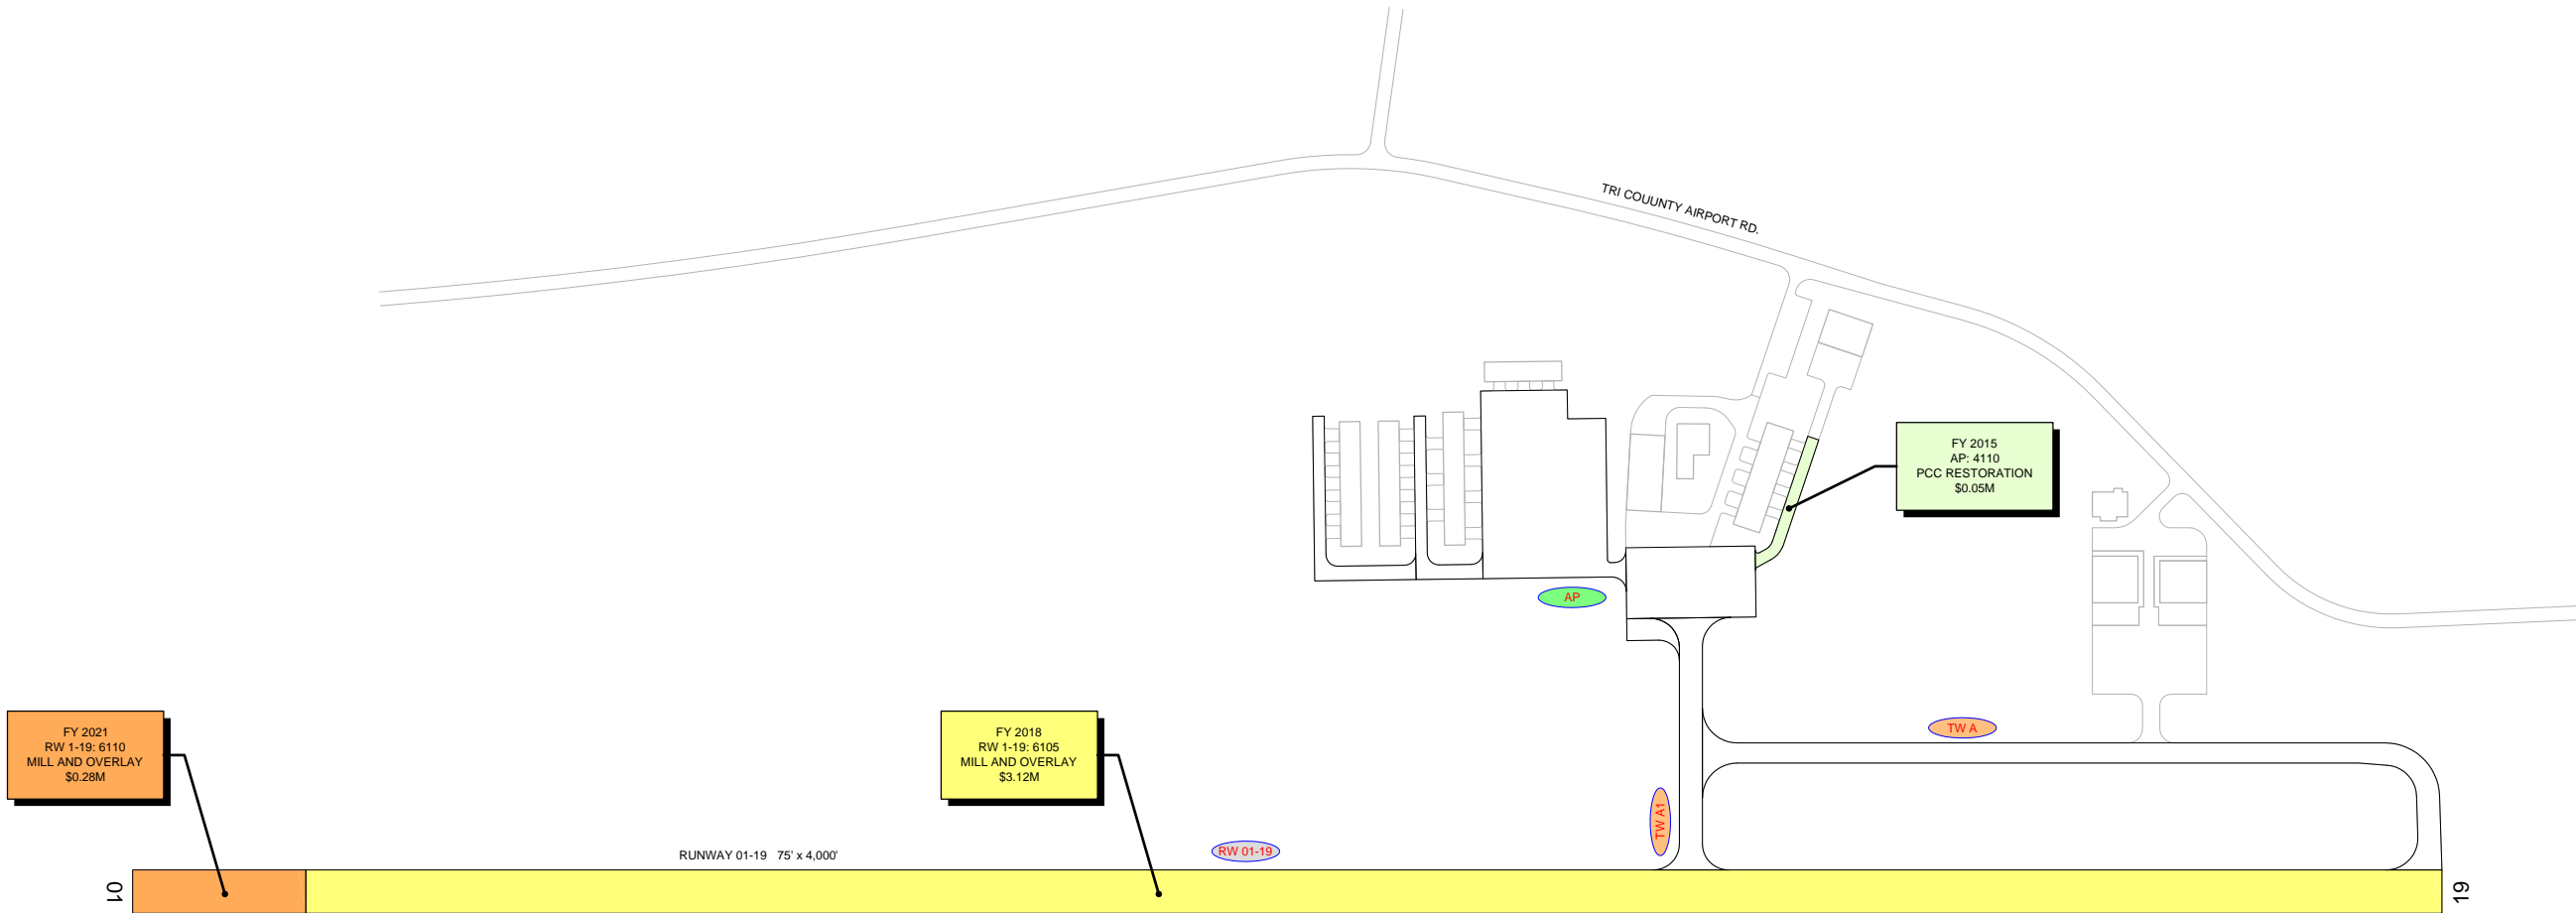 TRI COUUNTY AIRPORT RD.
FY 2015
AP: 4110
PCC RESTORATION
$0.05M
AP
FY 2021
RW 1-19: 6110
MILL AND OVERLAY
$0.28M
FY 2018
RW 1-19: 6105
MILL AND OVERLAY
$3.12M
TW A
TW A1
RUNWAY 01-19 75' x 4,000'
RW 01-19
01
19